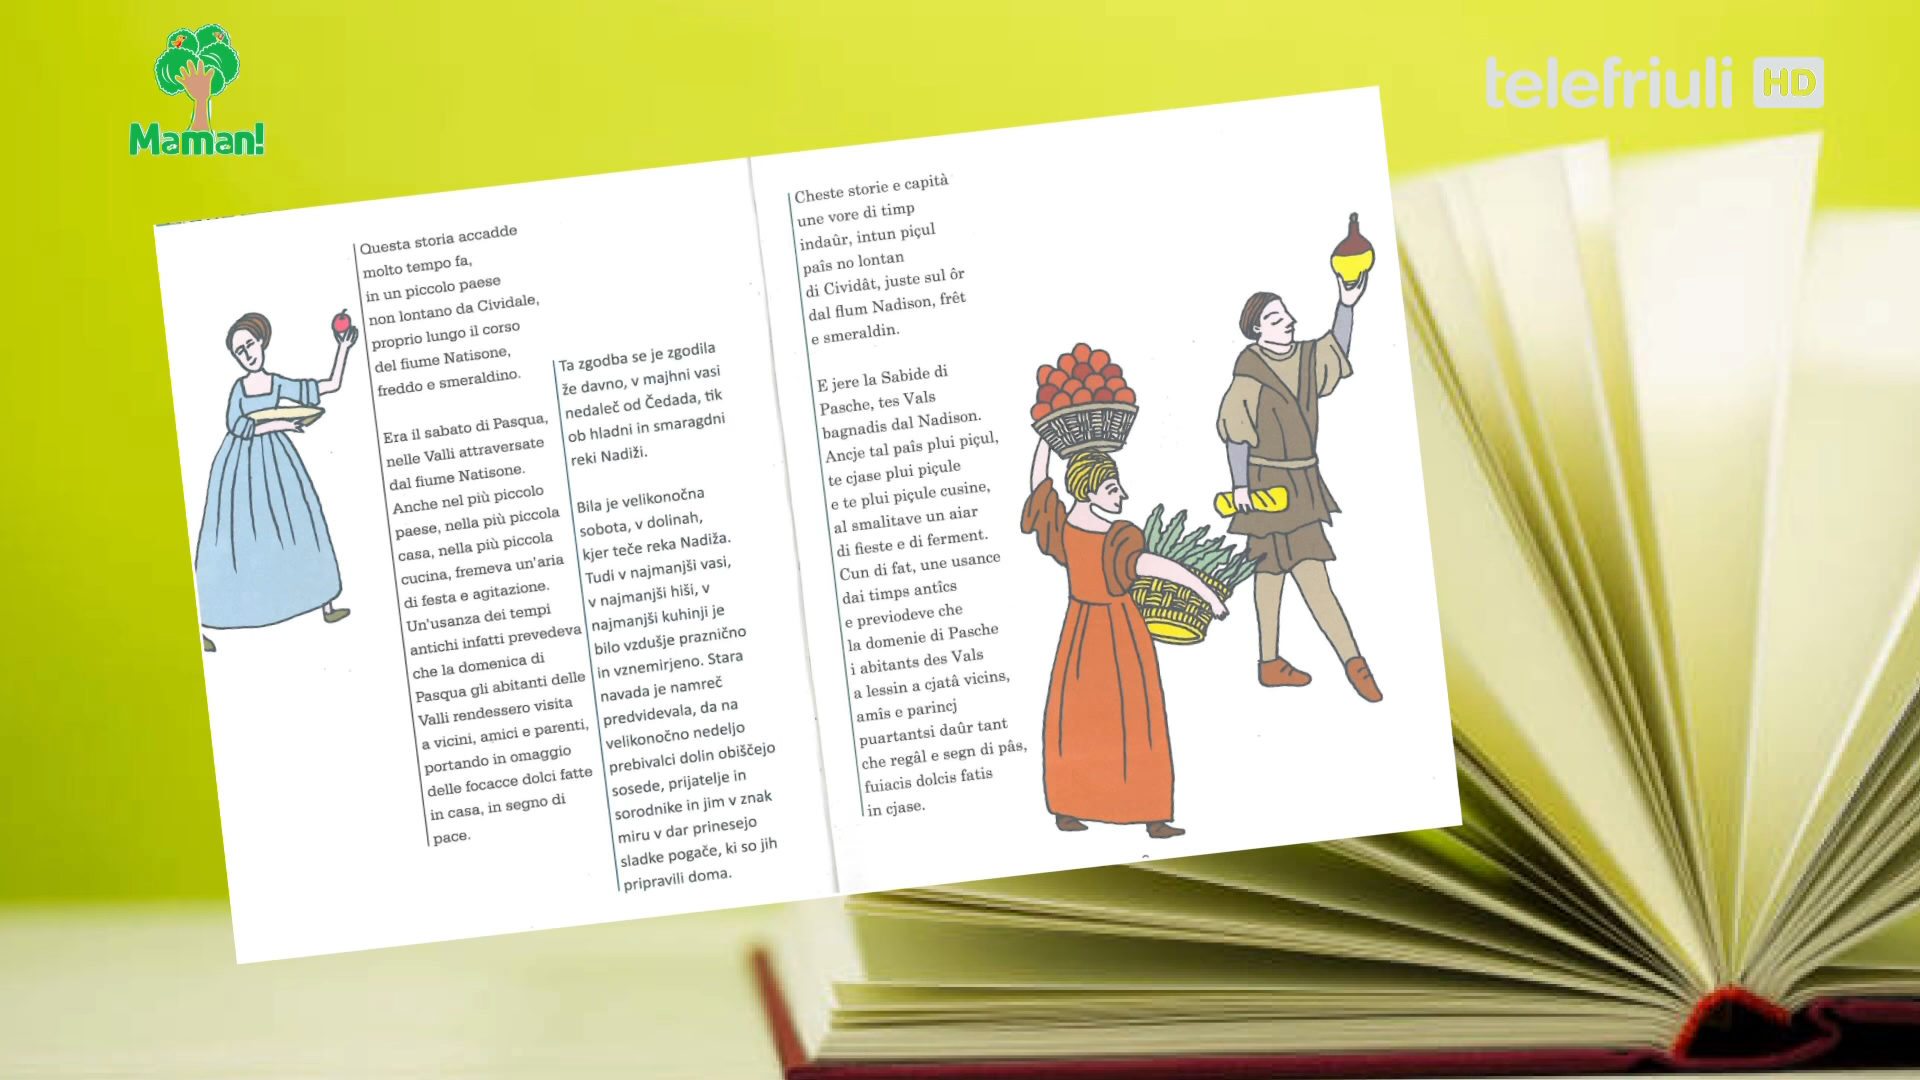 Maman!
telefriuli HD
Questa storia accadde
molto tempo fa,
in un piccolo paese
non lontano da Cividale,
proprio lungo il corso
del fiume Natisone,
freddo e smeraldino.
Era il sabato di Pasqua,
nelle Valli attraversate
dal fiume Natisone.
Anche nel più piccolo
paese, nella più piccola
casa, nella più piccola
cucina, fremeva un'aria
di festa e agitazione.
Un'usanza dei tempi
antichi infatti prevedeva
che la domenica di
Pasqua gli abitanti delle
Valli rendessero visita
a vicini, amici e parenti,
portando in omaggio
delle focacce dolci fatte
in casa, in segno di
pace.
Ta zgodba se je zgodila
že davno, v majhni vasi
nedaleč od Čedada, tik
ob hladni in smaragdni
reki Nadiži.
Bila je velikonočna
sobota, v dolinah,
kjer teče reka Nadiža.
Tudi v najmanjši vasi,
v najmanjši hiši, v
najmanjši kuhinji je
bilo vzdušje praznično
in vznemirjeno. Stara
navada je namreč
predvidevala, da na
velikonočno nedeljo
prebivalci dolin obiščejo
sosede, prijatelje in
sorodnike in jim v znak
miru v dar prinesejo
sladke pogače, ki so jih
pripravili doma.
Cheste storie e capità
une vore di timp
indaûr, intun piçul
paîs no lontan
di Cividât, juste sul ôr
dal flum Nadison, frêt
e smeraldin.
E jere la Sabide di
Pasche, tes Vals
bagnadis dal Nadison.
Ancje tal paîs plui piçul,
te cjase plui piçule
e te plui piçule cusine,
al smalitave un aiar
di fieste e di ferment.
Cun di fat, une usance
dai timps antîcs
e previodeve che
la domenie di Pasche
i abitants des Vals
a lessin a cjatâ vicins,
amîs e parincj
puartantsi daûr tant
che regâl e segn di pâs,
fuiacis dolcis fatis
in cjase.